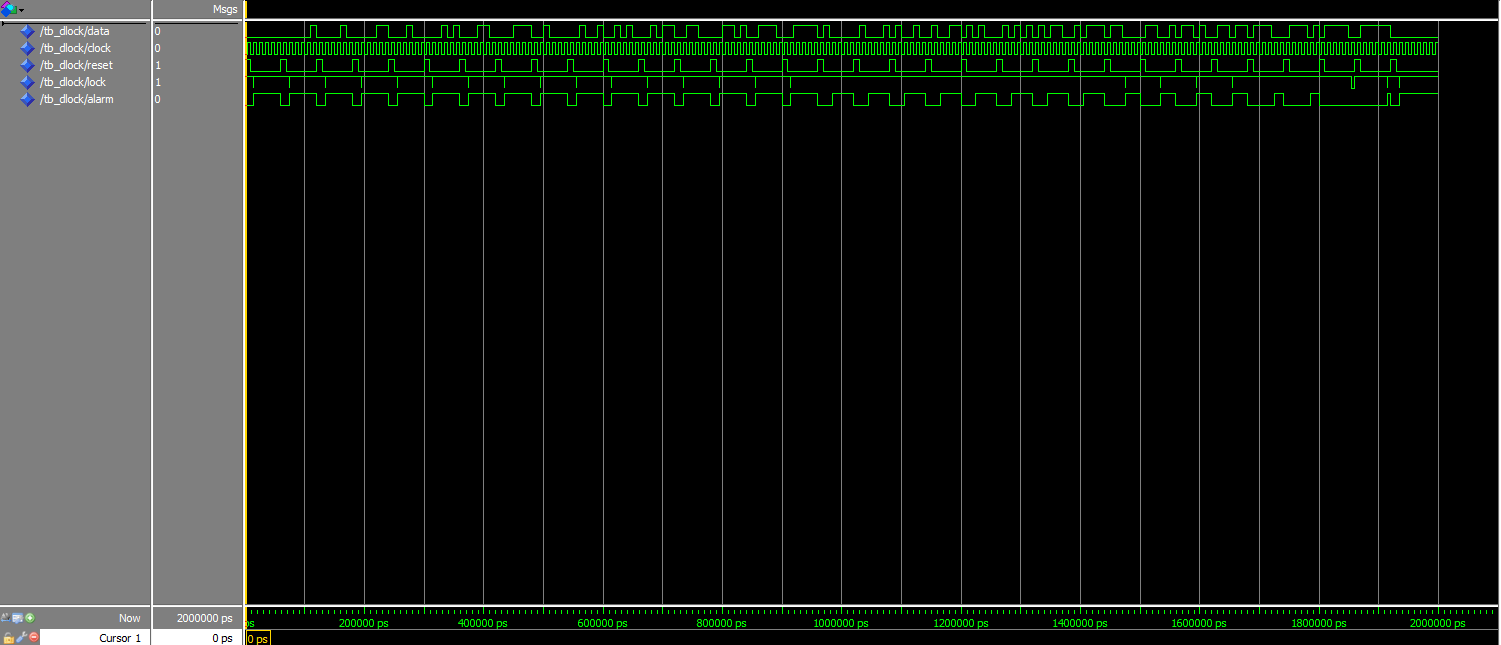 Msgs
/tb_dlock/data 0
/tb_dlock/clock 0
/tb_dlock/reset 1
/tb_dlock/lock 1
/tb_dlock/alarm 0
Now 2000000 ps
ps 200000 ps 400000 ps 600000 ps 800000 ps 1000000 ps 1200000 ps 1400000 ps 1600000 ps 1800000 ps 2000000 ps
Cursor 1 0 ps 0 ps